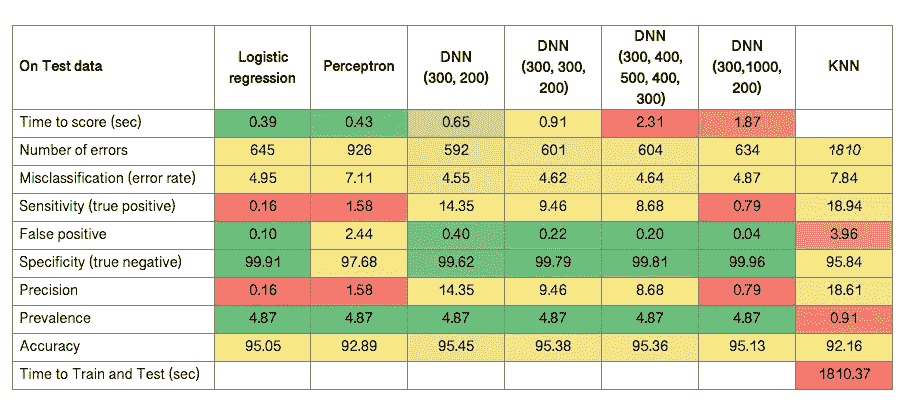 On Test data Logistic regression Perceptron DNN (300, 200) DNN (300, 300, 200) DNN (300, 400, 500, 400, 300) DNN (300,1000, 200) KNN
Time to score (sec) 0.39 0.43 0.65 0.91 2.31 1.87
Number of errors 645 926 592 601 604 634 1810
Misclassification (error rate) 4.95 7.11 4.55 4.62 4.64 4.87 7.84
Sensitivity (true positive) 0.16 1.58 14.35 9.46 8.68 0.79 18.94
False positive 0.10 2.44 0.40 0.22 0.20 0.04 3.96
Specificity (true negative) 99.91 97.68 99.62 99.79 99.81 99.96 95.84
Precision 0.16 1.58 14.35 9.46 8.68 0.79 18.61
Prevalence 4.87 4.87 4.87 4.87 4.87 4.87 0.91
Accuracy 95.05 92.89 95.45 95.38 95.36 95.13 92.16
Time to Train and Test (sec) 1810.37